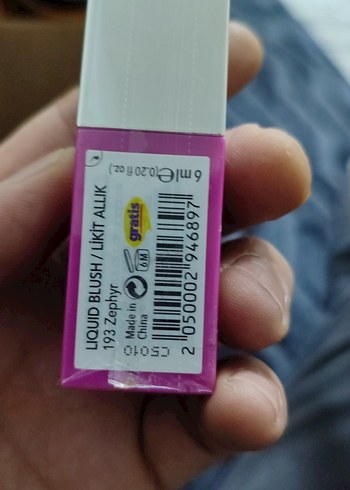 LIQUID BLUSH / LİKİT ALLIK
193 Zephyr
Made in
China
6M
gratis
6 ml ℮ (0.20 fl oz.)
C5010
2 050002 946897